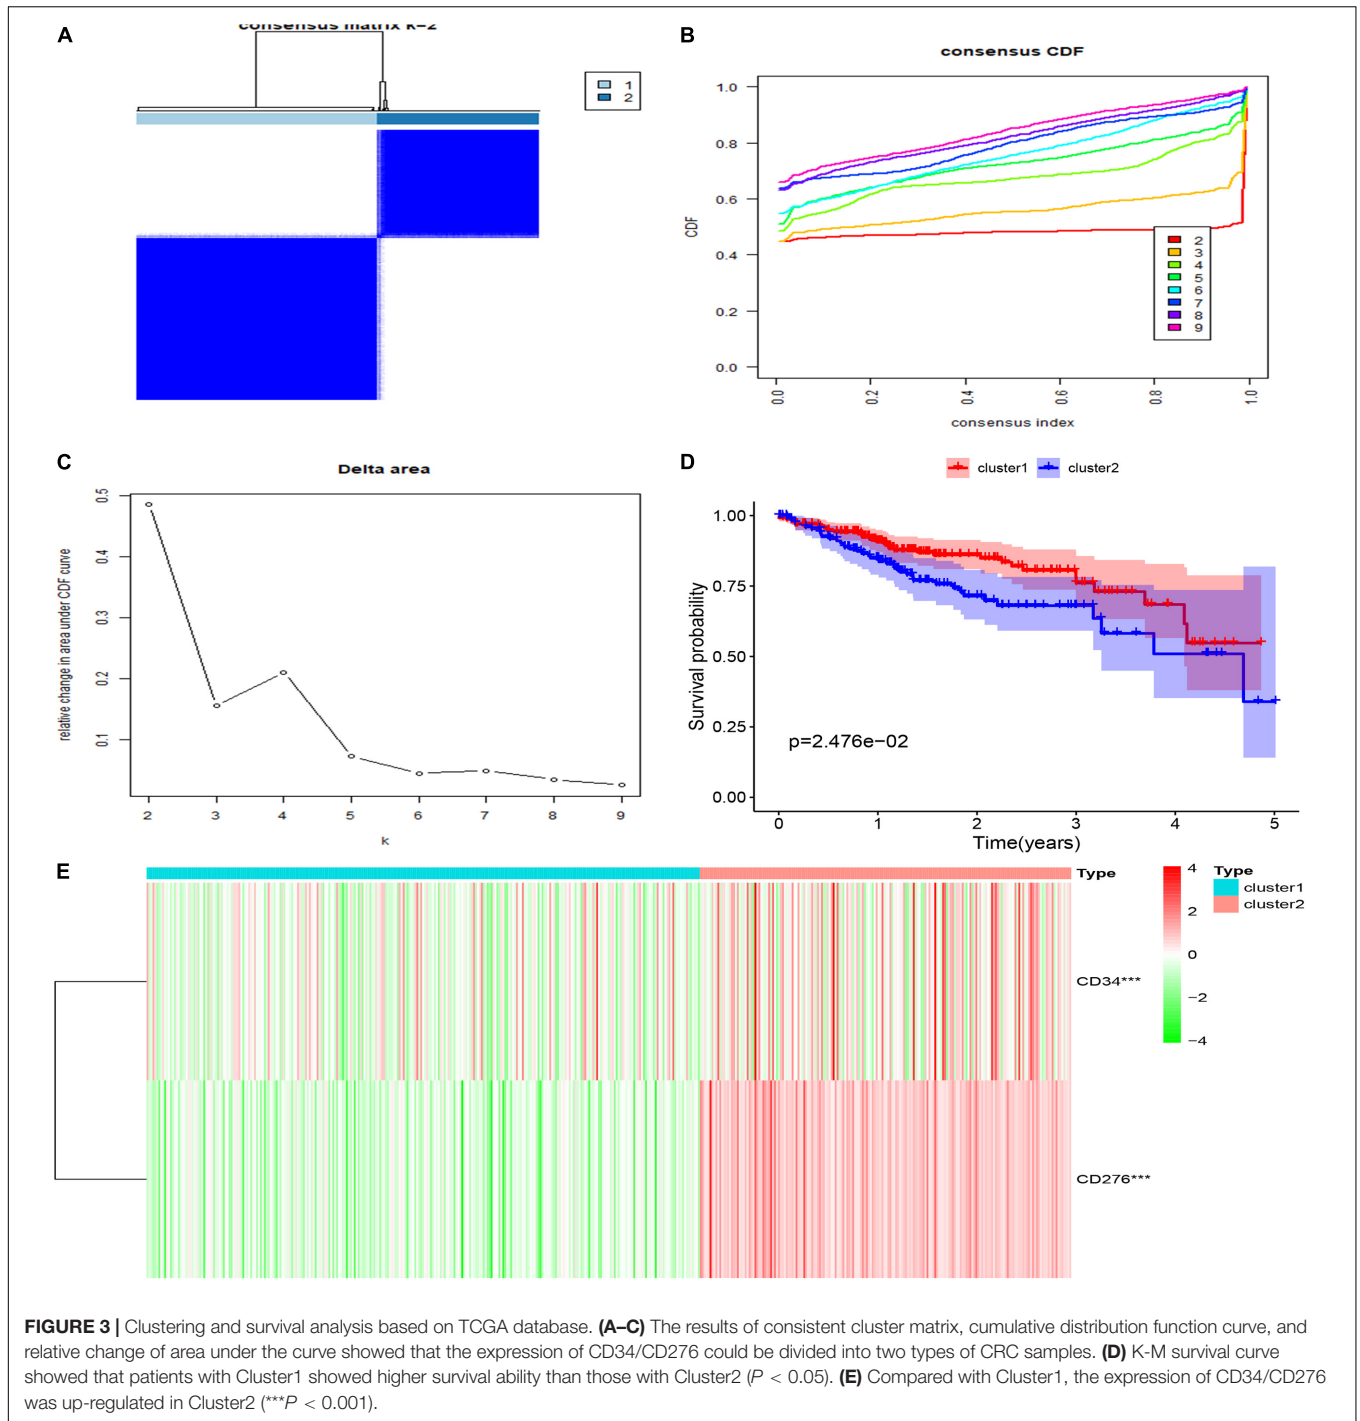 A
consensus matrix k=2
1
2
B
consensus CDF
1.0
0.8
0.6
0.4
0.2
0.0
CDF
2
3
4
5
6
7
8
9
0.0
0.2
0.4
0.6
0.8
1.0
consensus index
C
Delta area
0.5
0.4
0.3
0.2
0.1
relative change in area under CDF curve
2
3
4
5
6
7
8
9
k
D
cluster1
cluster2
1.00
0.75
0.50
0.25
0.00
Survival probability
p=2.476e−02
0
1
2
3
4
5
Time(years)
E
Type
CD34***
CD276***
4
2
0
−2
−4
Type
cluster1
cluster2
FIGURE 3 | Clustering and survival analysis based on TCGA database. (A–C) The results of consistent cluster matrix, cumulative distribution function curve, and
relative change of area under the curve showed that the expression of CD34/CD276 could be divided into two types of CRC samples. (D) K-M survival curve
showed that patients with Cluster1 showed higher survival ability than those with Cluster2 (P < 0.05). (E) Compared with Cluster1, the expression of CD34/CD276
was up-regulated in Cluster2 (***P < 0.001).